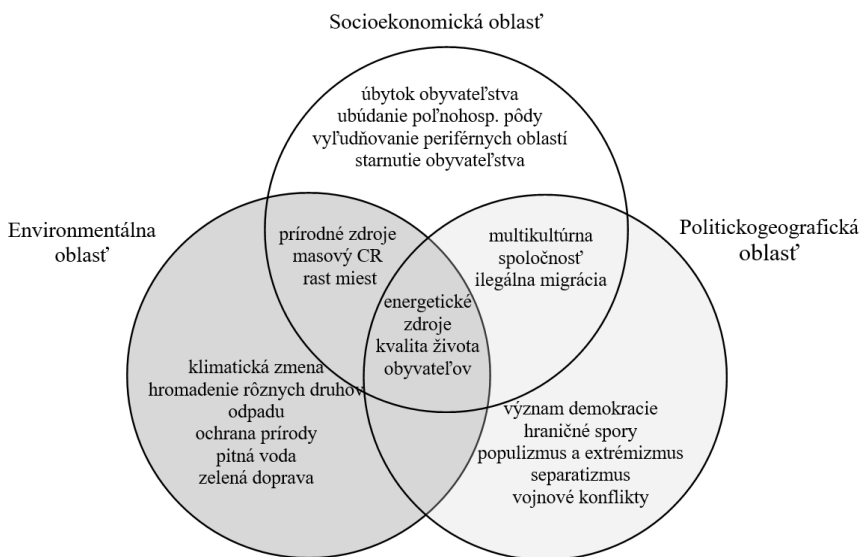 Socioekonomická oblasť
úbytok obyvateľstva
ubúdanie poľnohosp. pôdy
vyľudňovanie periférnych oblastí
starnutie obyvateľstva
Environmentálna
oblasť
Politickogeografická
oblasť
prírodné zdroje
masový CR
rast miest
multikultúrna
spoločnosť
ilegálna migrácia
energetické
zdroje
kvalita života
obyvateľov
klimatická zmena
hromadenie rôznych druhov
odpadu
ochrana prírody
pitná voda
zelená doprava
význam demokracie
hraničné spory
populizmus a extrémizmus
separatizmus
vojnové konflikty